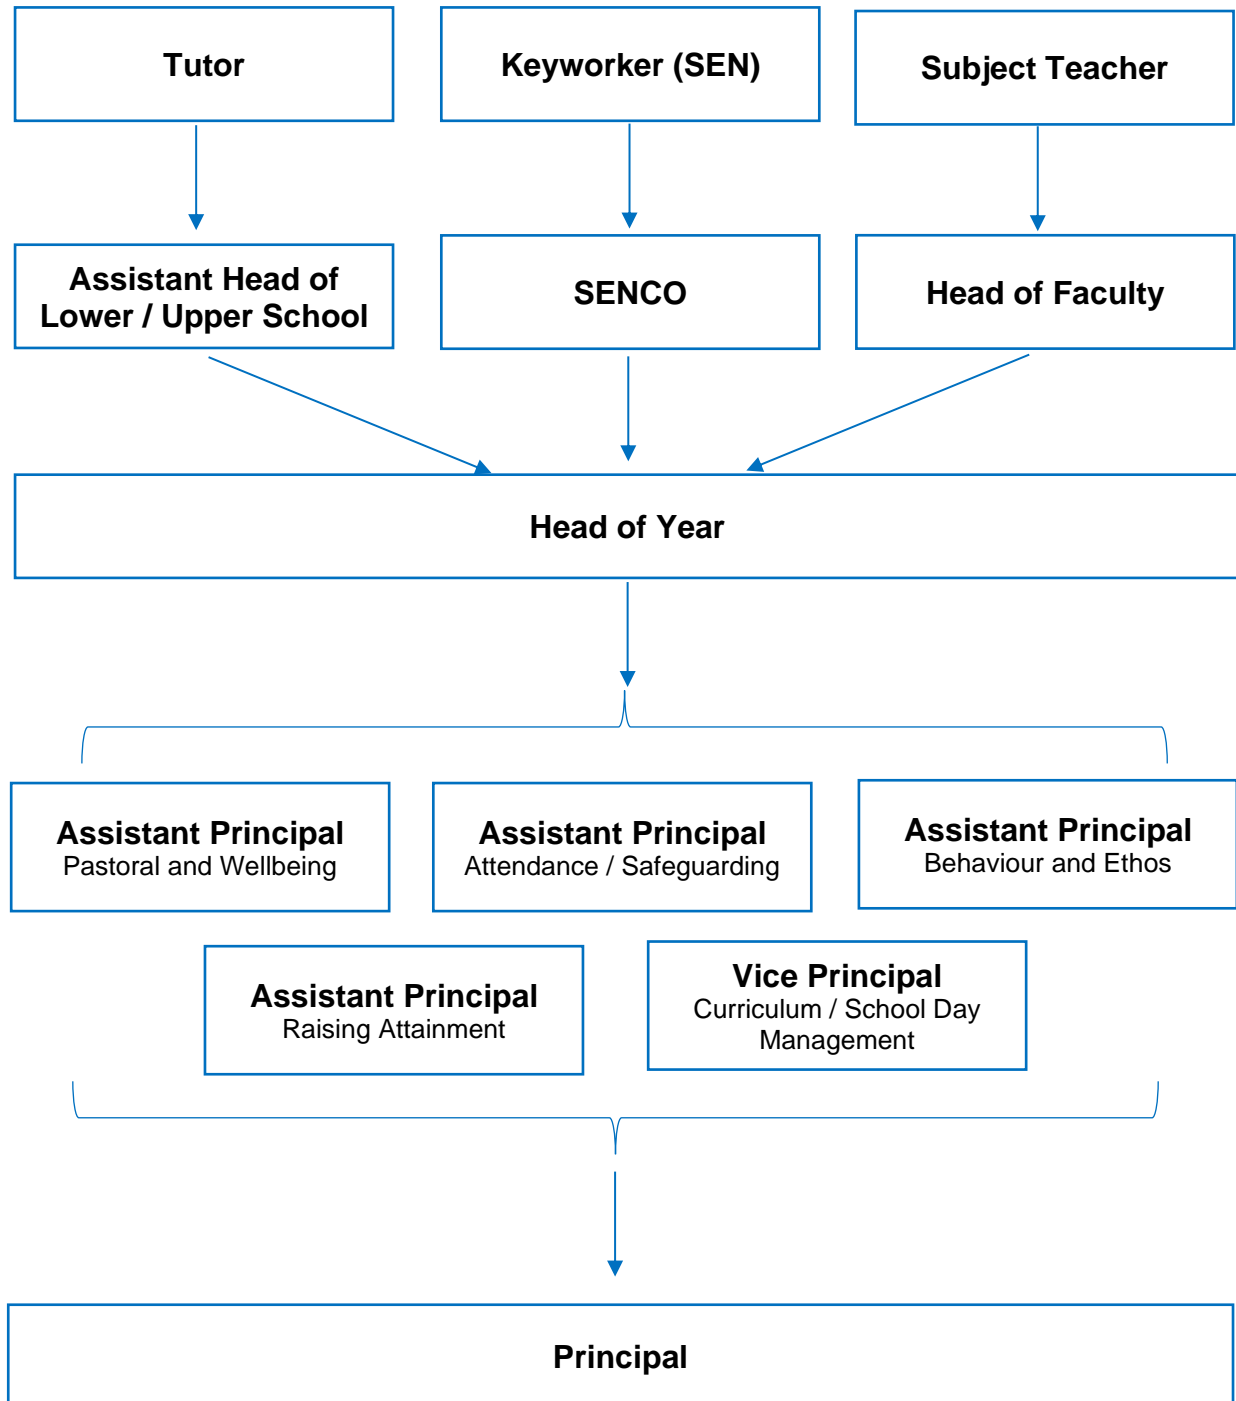 Tutor
Keyworker (SEN)
Subject Teacher
Assistant Head of
Lower / Upper School
SENCO
Head of Faculty
Head of Year
Assistant Principal
Pastoral and Wellbeing
Assistant Principal
Attendance / Safeguarding
Assistant Principal
Behaviour and Ethos
Assistant Principal
Raising Attainment
Vice Principal
Curriculum / School Day
Management
Principal